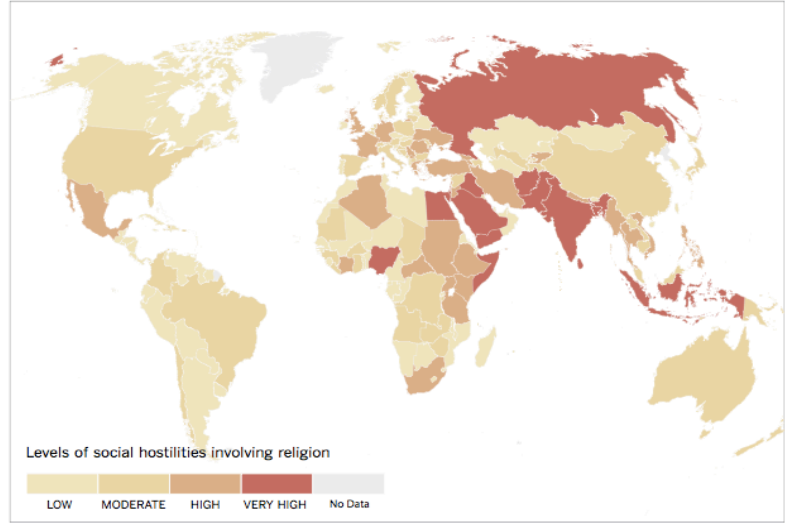 Levels of social hostilities involving religion
LOW MODERATE HIGH VERY HIGH No Data